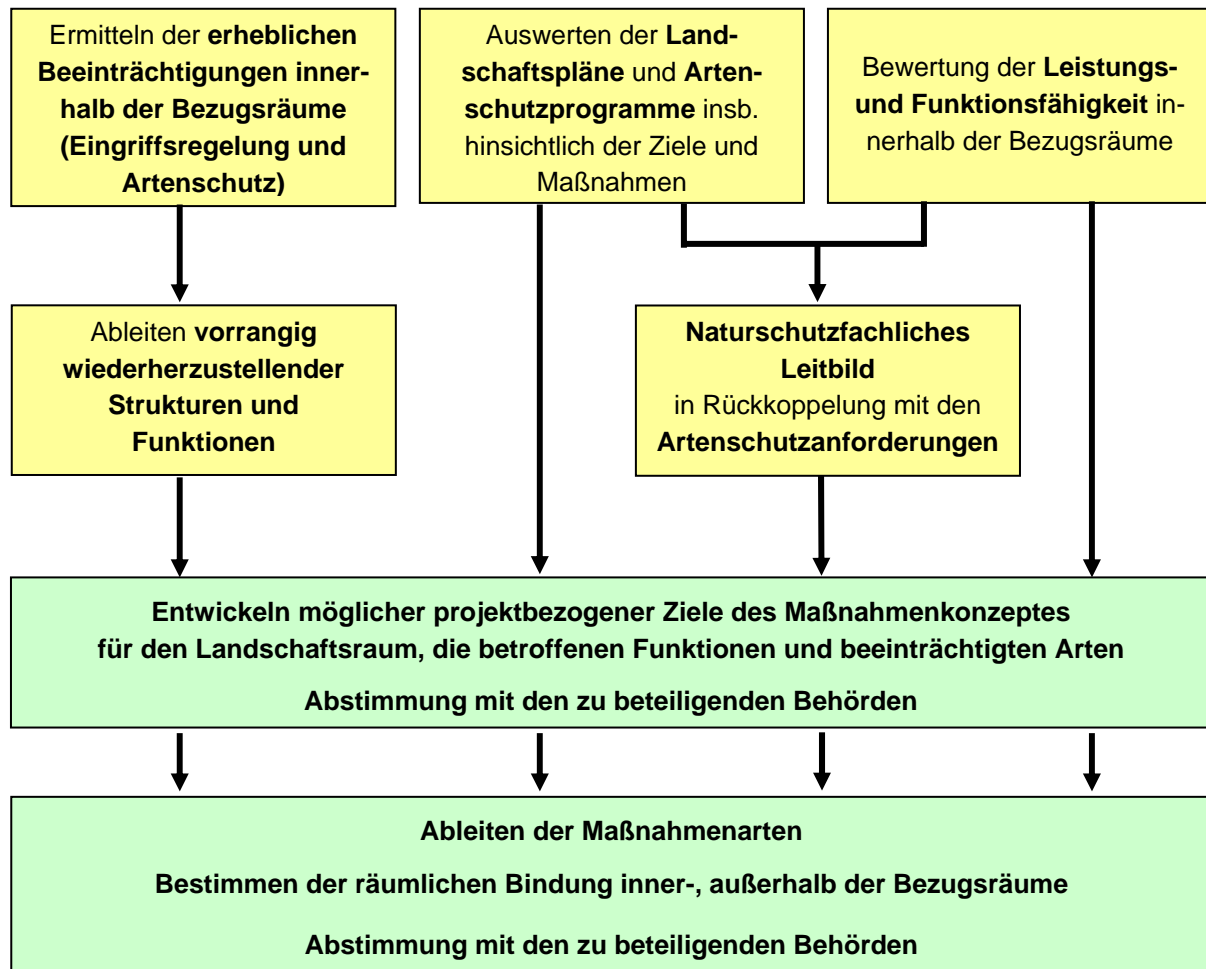 Ermitteln der erheblichen
Beeinträchtigungen inner-
halb der Bezugsräume
(Eingriffsregelung und
Artenschutz)
Auswerten der Land-
schaftspläne und Arten-
schutzprogramme insb.
hinsichtlich der Ziele und
Maßnahmen
Bewertung der Leistungs-
und Funktionsfähigkeit in-
nerhalb der Bezugsräume
Ableiten vorrangig
wiederherzustellender
Strukturen und
Funktionen
Naturschutzfachliches
Leitbild
in Rückkoppelung mit den
Artenschutzanforderungen
Entwickeln möglicher projektbezogener Ziele des Maßnahmenkonzeptes
für den Landschaftsraum, die betroffenen Funktionen und beeinträchtigten Arten
Abstimmung mit den zu beteiligenden Behörden
Ableiten der Maßnahmenarten
Bestimmen der räumlichen Bindung inner-, außerhalb der Bezugsräume
Abstimmung mit den zu beteiligenden Behörden